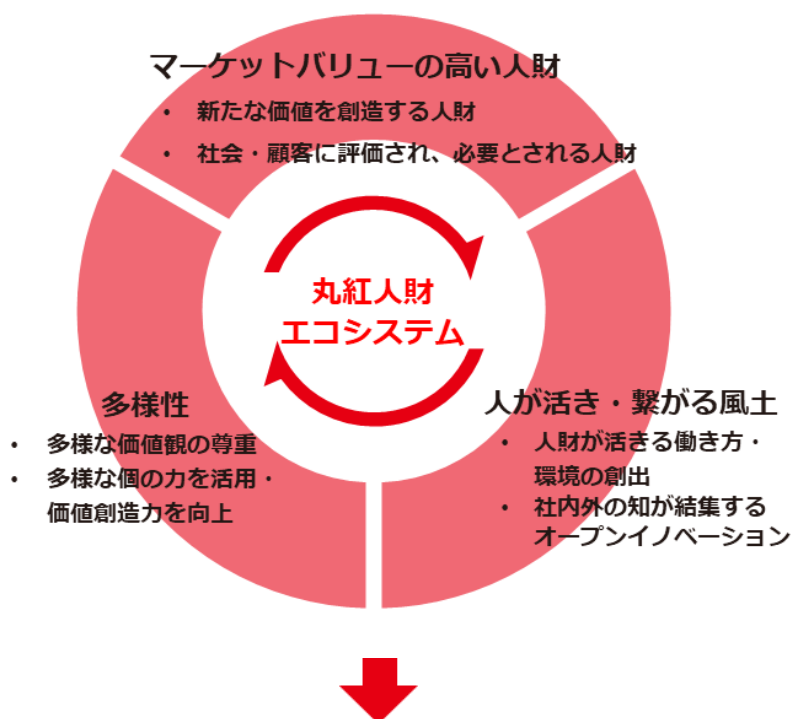 マーケットバリューの高い人財
• 新たな価値を創造する人財
• 社会・顧客に評価され、必要とされる人財
丸紅人財
エコシステム
多様性
• 多様な価値観の尊重
• 多様な個の力を活用・
価値創造力を向上
人が活き・繋がる風土
• 人財が活きる働き方・
環境の創出
• 社内外の知が結集する
オープンイノベーション